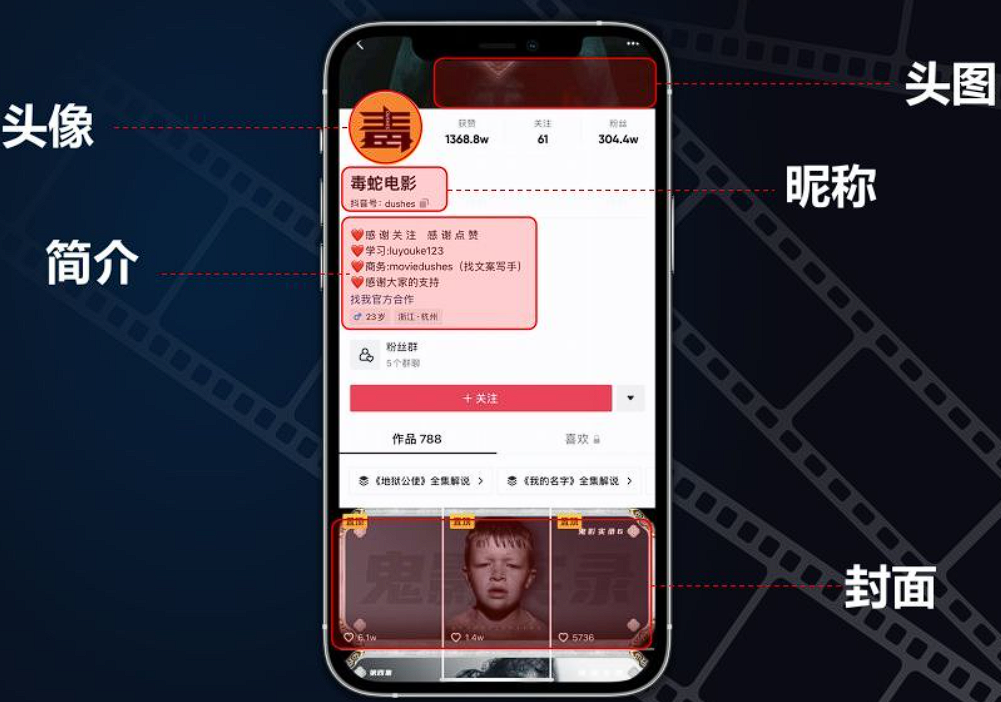 头像
头图
昵称
简介
封面
毒
获赞
关注
粉丝
1368.8w
61
304.4w
毒蛇电影
抖音号: dushes
❤️感谢关注 感谢点赞
❤️学习:luyouke123
❤️商务:moviedushes（找文案写手）
❤️感谢大家的支持
找我官方合作
♂ 23岁 浙江·杭州
粉丝群
5个群聊
+ 关注
作品 788
喜欢
《地狱公使》全集解说 >
《我的名字》全集解说 >
置顶
置顶
置顶
鬼影实录6
鬼影实录
6.1w
1.4w
5736
第四集